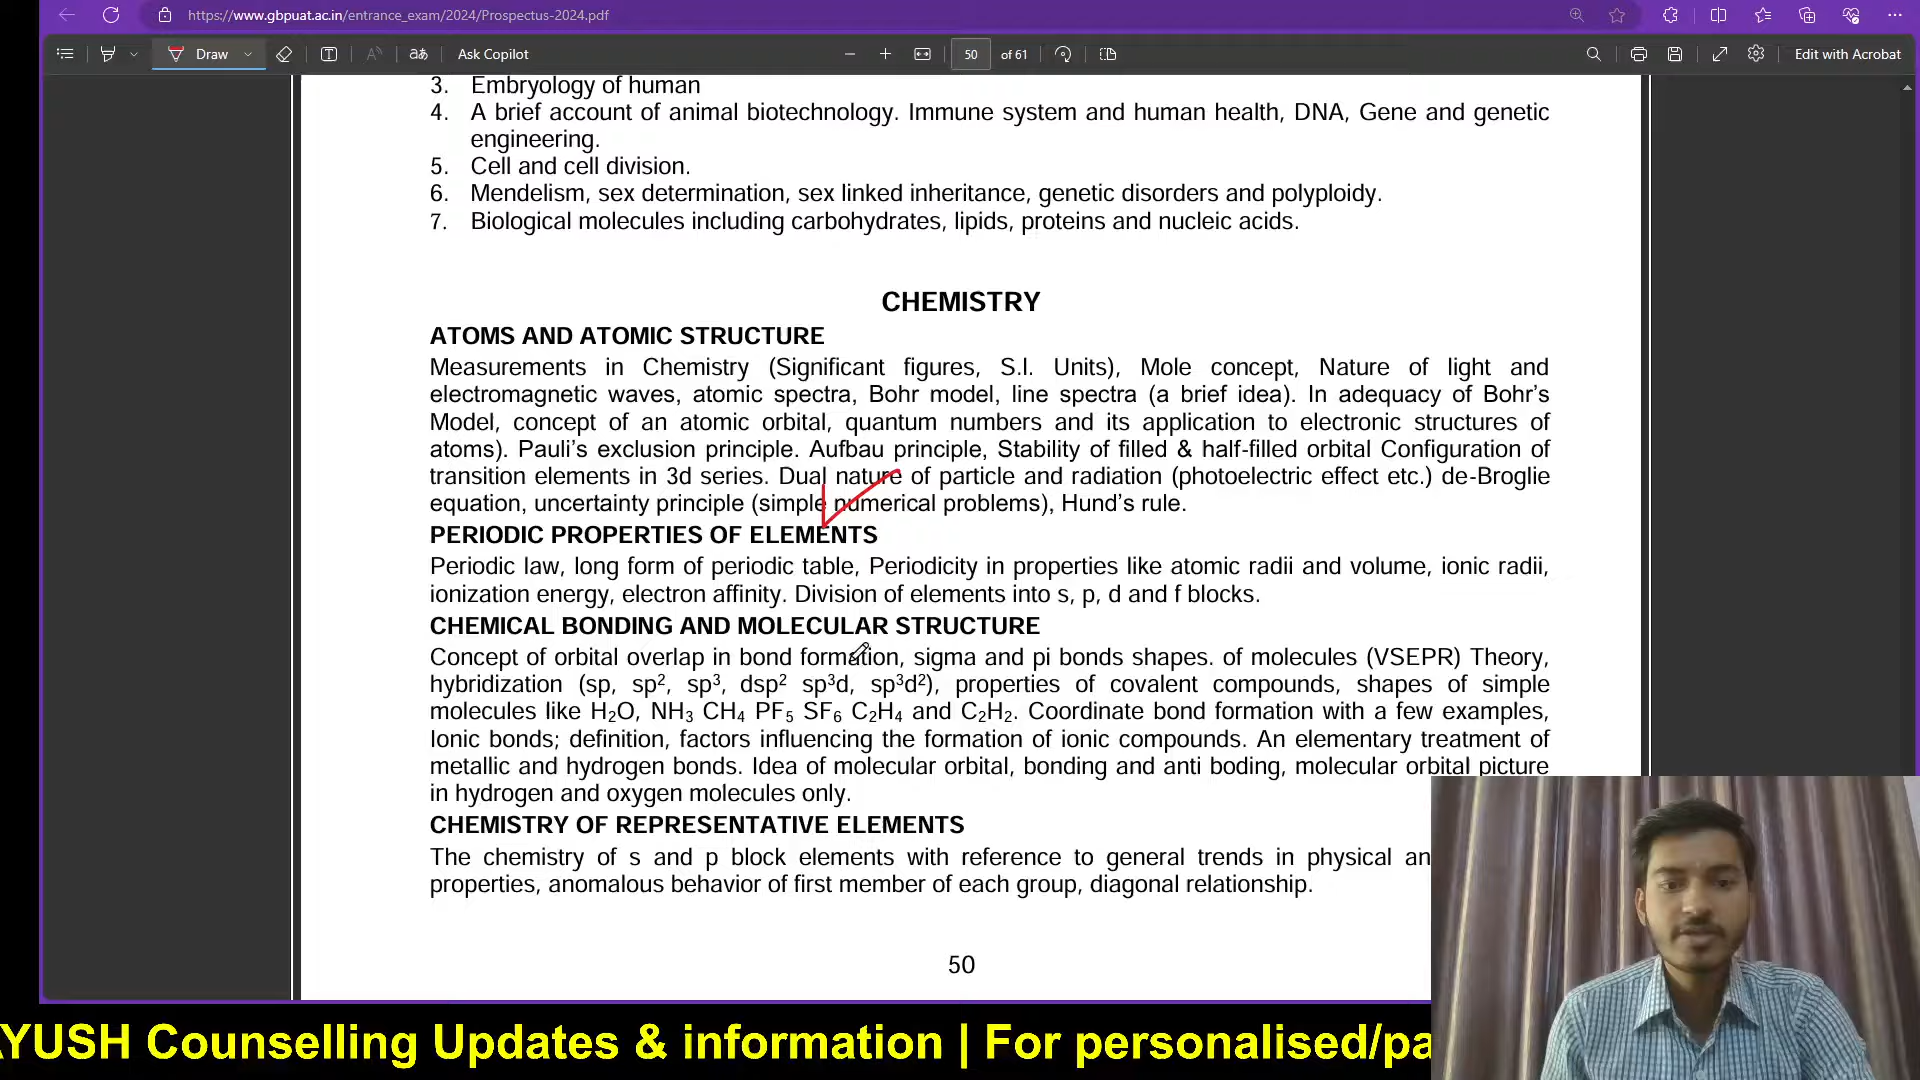 https://www.gbpuat.ac.in/entrance_exam/2024/Prospectus-2024.pdf
Draw
aあ
Ask Copilot
50 of 61
Edit with Acrobat
3. Embryology of human
4. A brief account of animal biotechnology. Immune system and human health, DNA, Gene and genetic
engineering.
5. Cell and cell division.
6. Mendelism, sex determination, sex linked inheritance, genetic disorders and polyploidy.
7. Biological molecules including carbohydrates, lipids, proteins and nucleic acids.
CHEMISTRY
ATOMS AND ATOMIC STRUCTURE
Measurements in Chemistry (Significant figures, S.I. Units), Mole concept, Nature of light and
electromagnetic waves, atomic spectra, Bohr model, line spectra (a brief idea). In adequacy of Bohr’s
Model, concept of an atomic orbital, quantum numbers and its application to electronic structures of
atoms). Pauli’s exclusion principle. Aufbau principle, Stability of filled & half-filled orbital Configuration of
transition elements in 3d series. Dual nature of particle and radiation (photoelectric effect etc.) de-Broglie
equation, uncertainty principle (simple numerical problems), Hund’s rule.
PERIODIC PROPERTIES OF ELEMENTS
Periodic law, long form of periodic table, Periodicity in properties like atomic radii and volume, ionic radii,
ionization energy, electron affinity. Division of elements into s, p, d and f blocks.
CHEMICAL BONDING AND MOLECULAR STRUCTURE
Concept of orbital overlap in bond formation, sigma and pi bonds shapes. of molecules (VSEPR) Theory,
hybridization (sp, sp², sp³, dsp² sp³d, sp³d²), properties of covalent compounds, shapes of simple
molecules like H₂O, NH₃ CH₄ PF₅ SF₆ C₂H₄ and C₂H₂. Coordinate bond formation with a few examples,
Ionic bonds; definition, factors influencing the formation of ionic compounds. An elementary treatment of
metallic and hydrogen bonds. Idea of molecular orbital, bonding and anti boding, molecular orbital picture
in hydrogen and oxygen molecules only.
CHEMISTRY OF REPRESENTATIVE ELEMENTS
The chemistry of s and p block elements with reference to general trends in physical an
properties, anomalous behavior of first member of each group, diagonal relationship.
50
AYUSH Counselling Updates & information | For personalised/pa